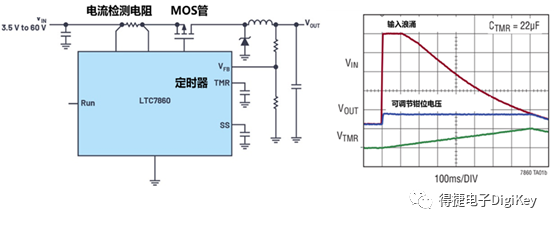 电流检测电阻
MOS管
VIN
3.5 V to 60 V
VOUT
VFB
定时器
TMR
Run
LTC7860
SS
输入浪涌
CTMR = 22μF
VIN
可调节钳位电压
VOUT
VTMR
100ms/DIV
7860 TA01b
得捷电子DigiKey